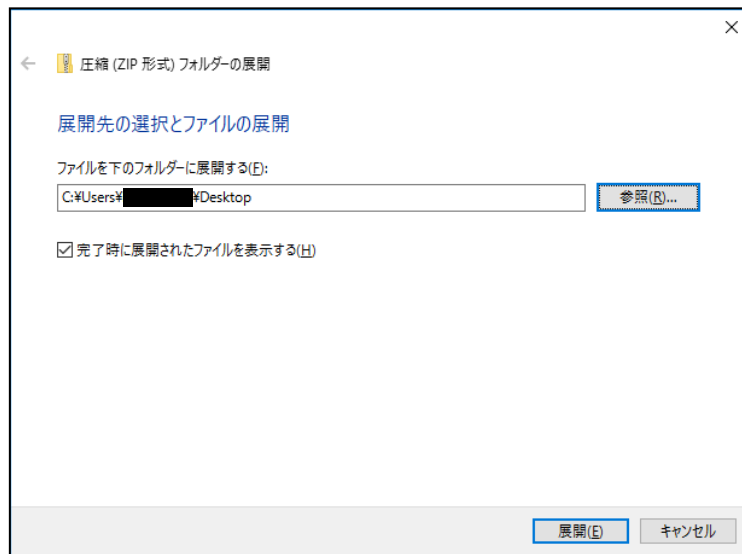 圧縮 (ZIP 形式) フォルダーの展開
展開先の選択とファイルの展開
ファイルを下のフォルダーに展開する(F):
C:¥Users¥ ¥Desktop
参照(R)...
完了時に展開されたファイルを表示する(H)
展開(E)
キャンセル